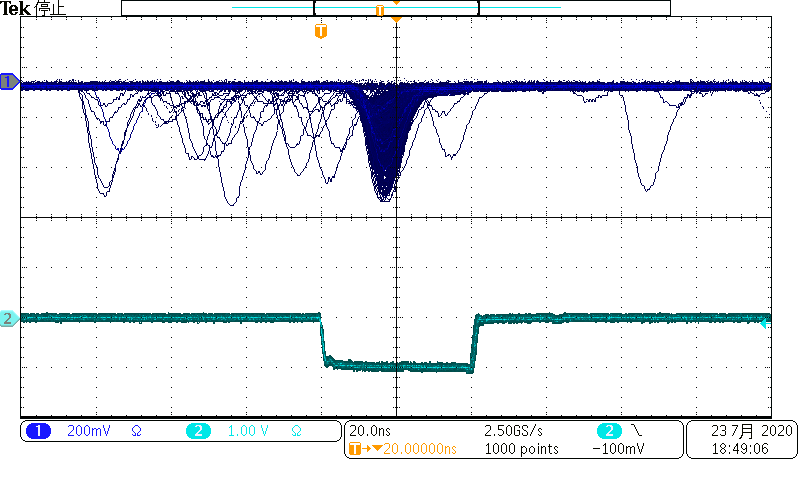 Tek 停止
T
T
1
2
1 200mV Ω 2 1.00 V Ω 20.0ns 2.50GS/s 2 ╲ 23 7月 2020
T→▼20.00000ns 1000 points −100mV 18:49:06